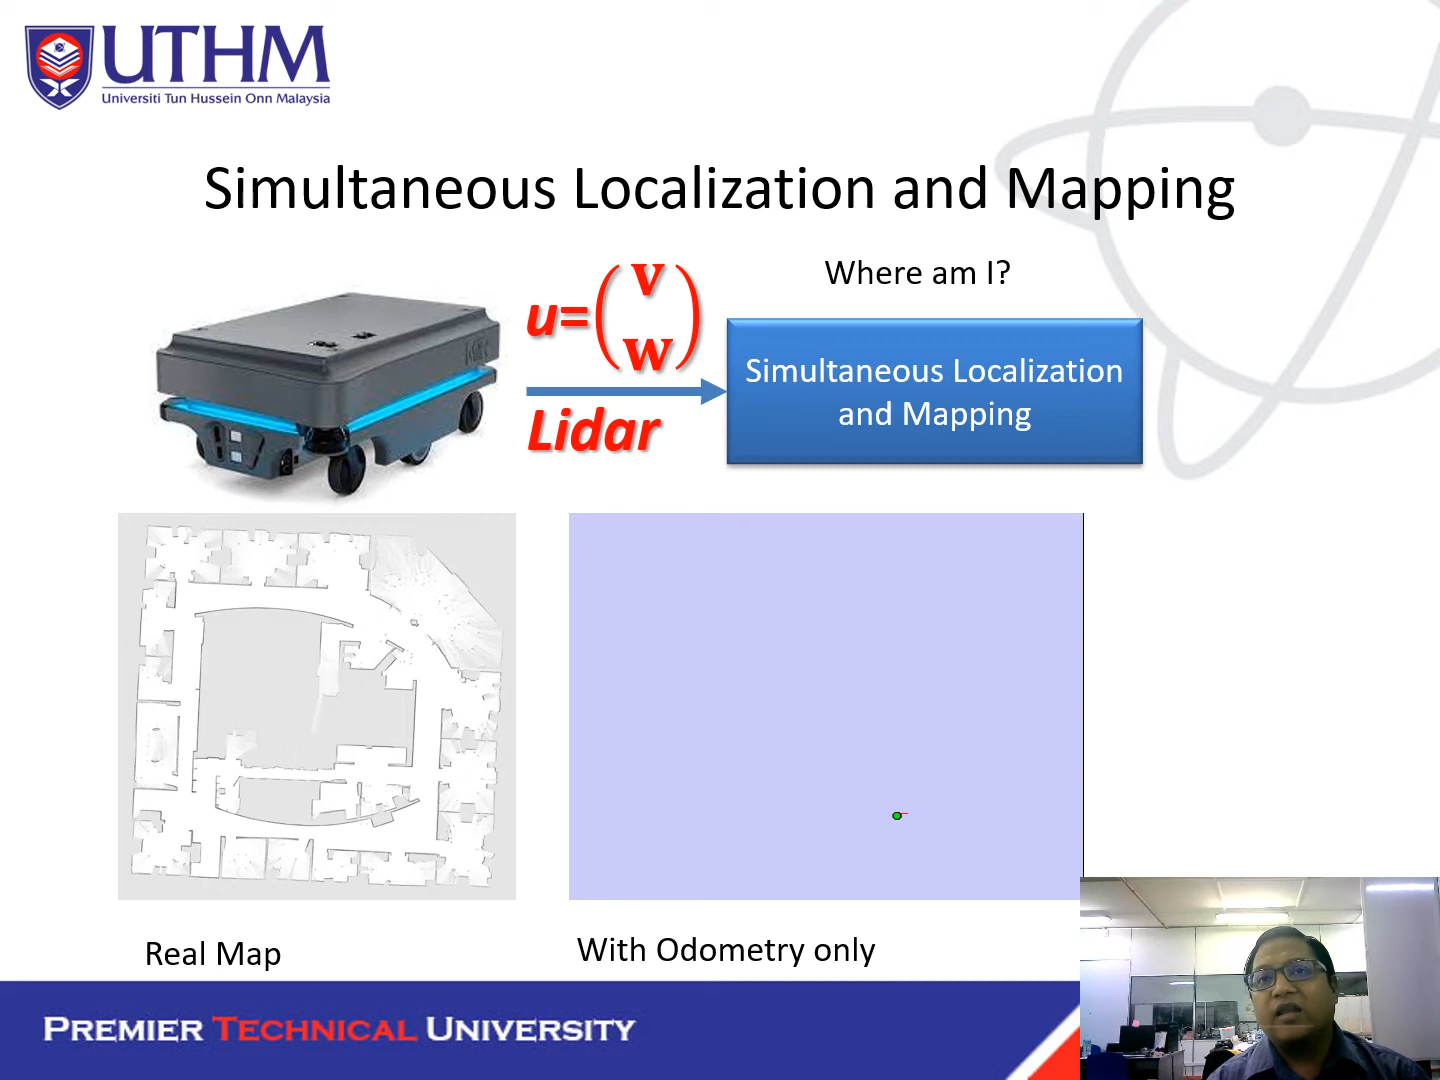 UTHM
Universiti Tun Hussein Onn Malaysia
Simultaneous Localization and Mapping
Where am I?
u=(v
w)
Lidar
Simultaneous Localization
and Mapping
Real Map
With Odometry only
PREMIER TECHNICAL UNIVERSITY